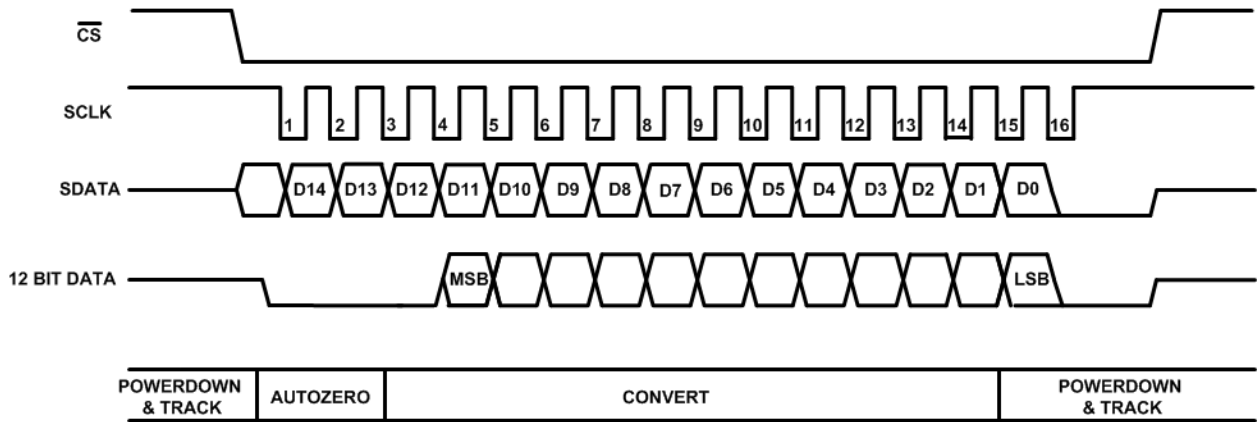 CS
SCLK
1 2 3 4 5 6 7 8 9 10 11 12 13 14 15 16
SDATA
D14 D13 D12 D11 D10 D9 D8 D7 D6 D5 D4 D3 D2 D1 D0
12 BIT DATA
MSB LSB
POWERDOWN
& TRACK
AUTOZERO
CONVERT
POWERDOWN
& TRACK